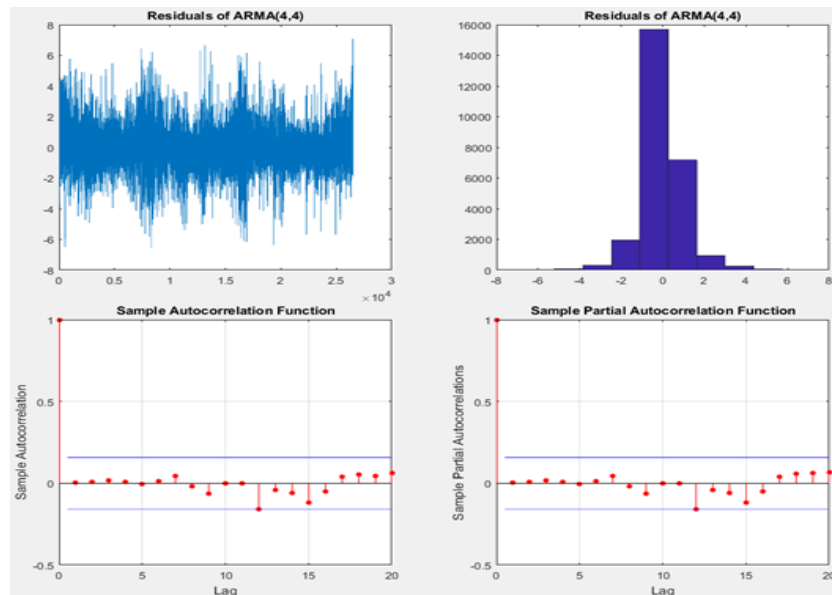 Residuals of ARMA(4,4)
8
6
4
2
0
-2
-4
-6
-8
0 0.5 1 1.5 2 2.5 3
× 10^4
Residuals of ARMA(4,4)
16000
14000
12000
10000
8000
6000
4000
2000
0
-8 -6 -4 -2 0 2 4 6 8
Sample Autocorrelation Function
Sample Autocorrelation
1
0.5
0
-0.5
0 5 10 15 20
Lag
Sample Partial Autocorrelation Function
Sample Partial Autocorrelations
1
0.5
0
-0.5
0 5 10 15 20
Lag